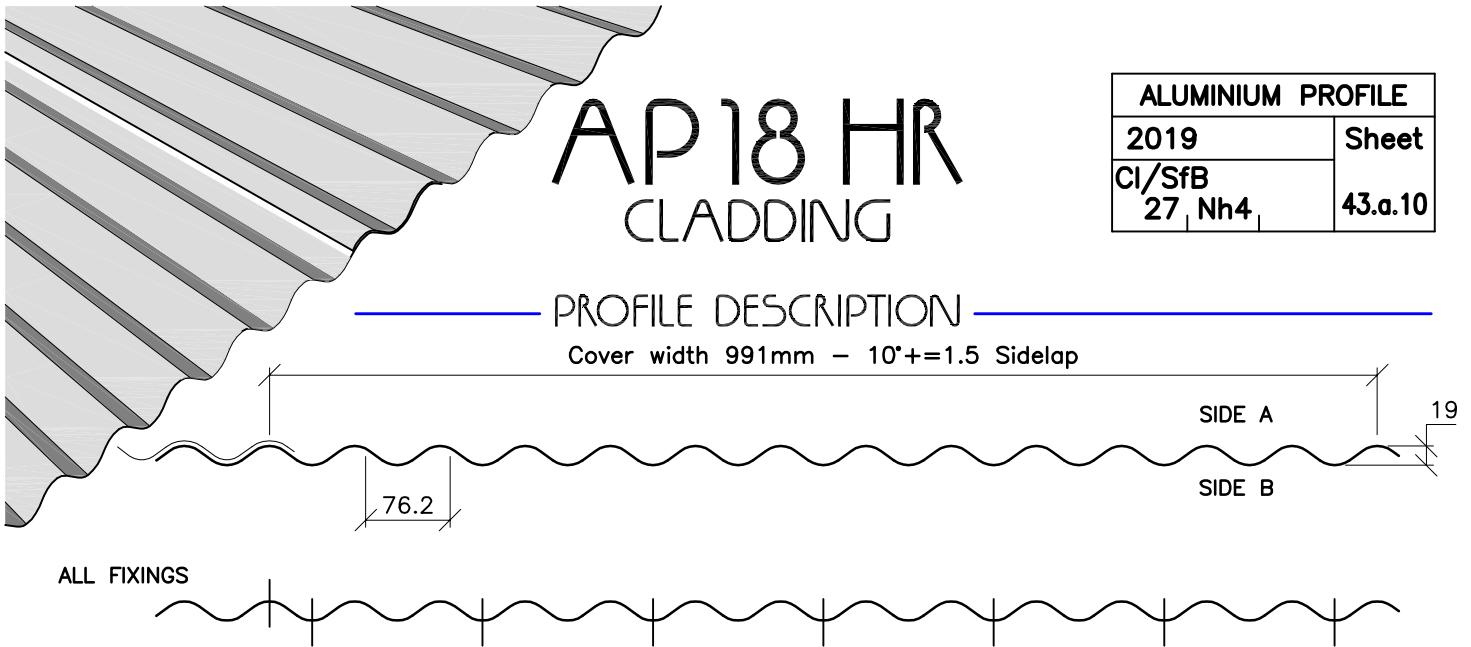 AP18 HR
CLADDING
ALUMINIUM PROFILE
2019
Sheet
CI/SfB
27 Nh4
43.a.10
PROFILE DESCRIPTION
Cover width 991mm – 10°+=1.5 Sidelap
SIDE A
19
SIDE B
76.2
ALL FIXINGS